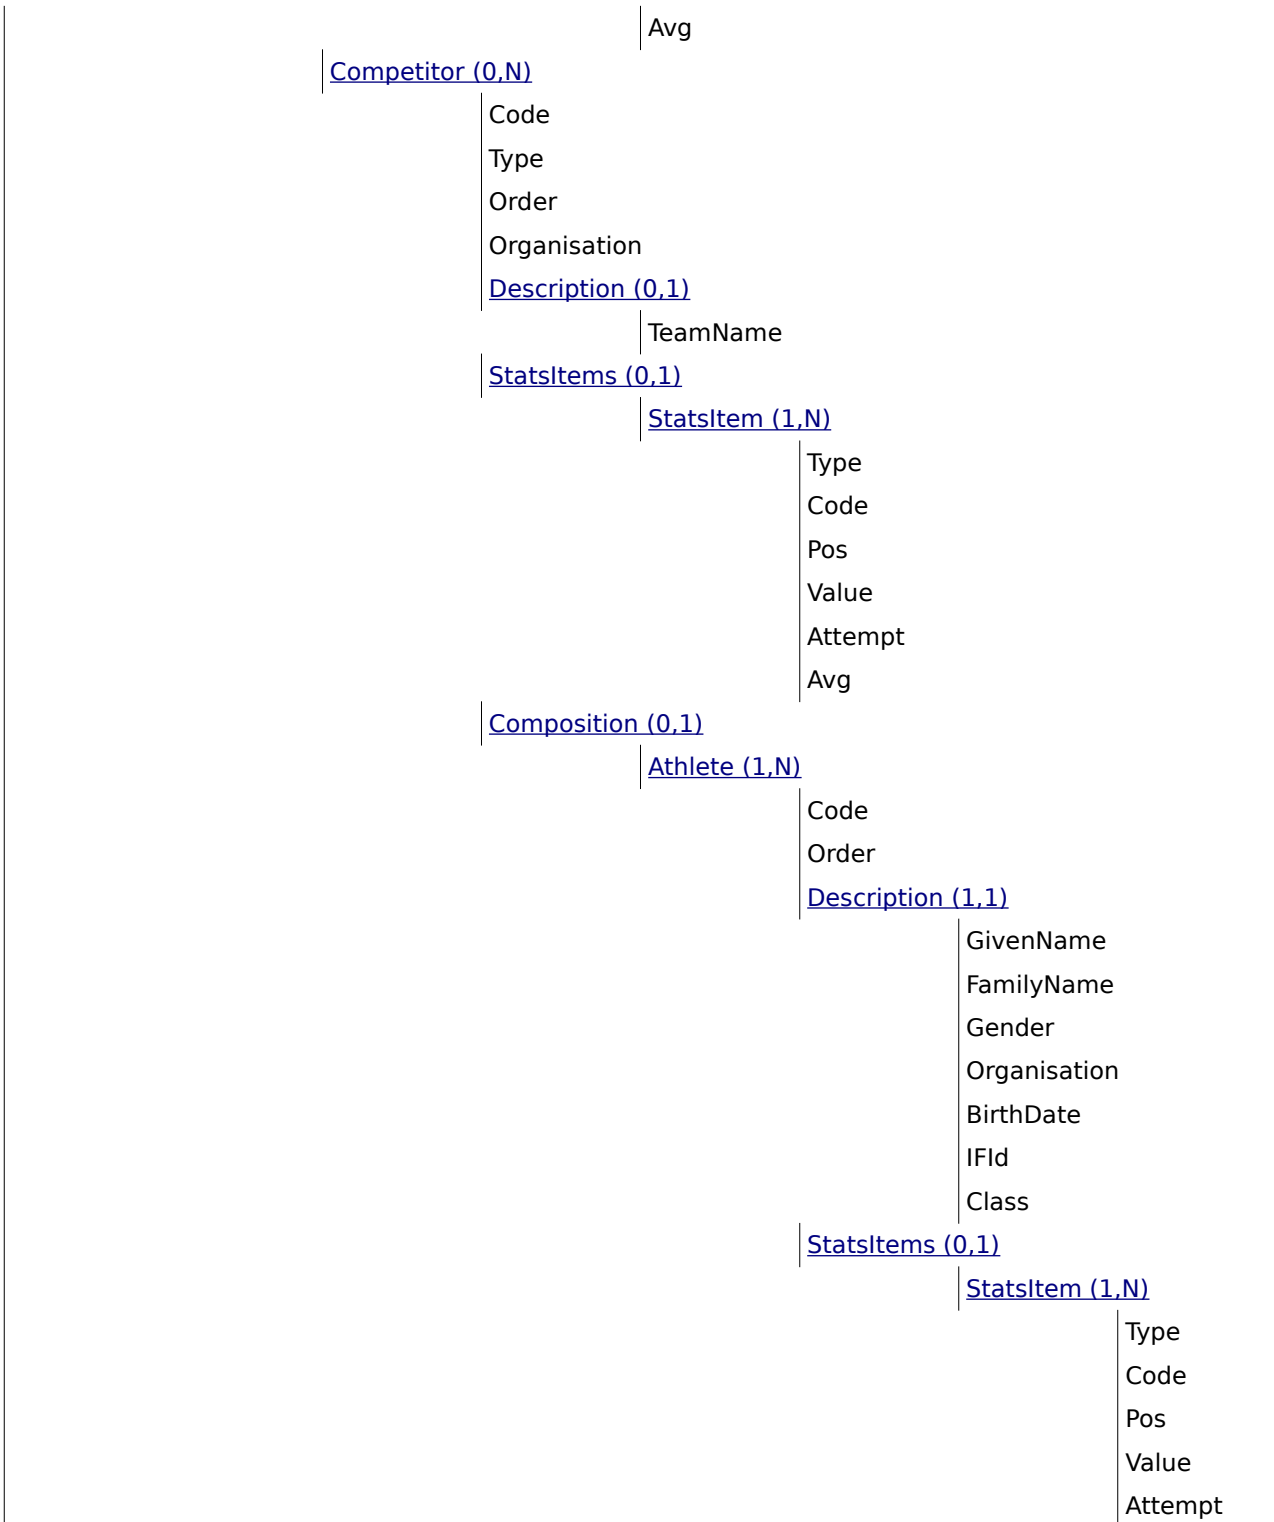 Avg
Competitor (0,N)
Code
Type
Order
Organisation
Description (0,1)
TeamName
StatsItems (0,1)
StatsItem (1,N)
Type
Code
Pos
Value
Attempt
Avg
Composition (0,1)
Athlete (1,N)
Code
Order
Description (1,1)
GivenName
FamilyName
Gender
Organisation
BirthDate
IFId
Class
StatsItems (0,1)
StatsItem (1,N)
Type
Code
Pos
Value
Attempt